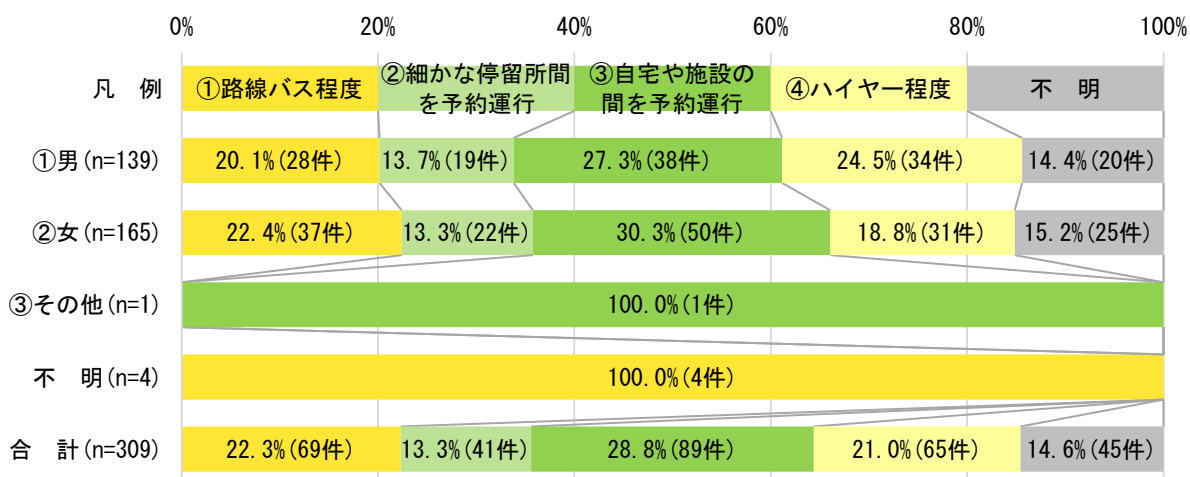 0% 20% 40% 60% 80% 100%
凡 例 ①路線バス程度 ②細かな停留所間 ③自宅や施設の ④ハイヤー程度 不 明
を予約運行 間を予約運行
①男(n=139) 20.1%(28件) 13.7%(19件) 27.3%(38件) 24.5%(34件) 14.4%(20件)
②女(n=165) 22.4%(37件) 13.3%(22件) 30.3%(50件) 18.8%(31件) 15.2%(25件)
③その他(n=1) 100.0%(1件)
不 明(n=4) 100.0%(4件)
合 計(n=309) 22.3%(69件) 13.3%(41件) 28.8%(89件) 21.0%(65件) 14.6%(45件)